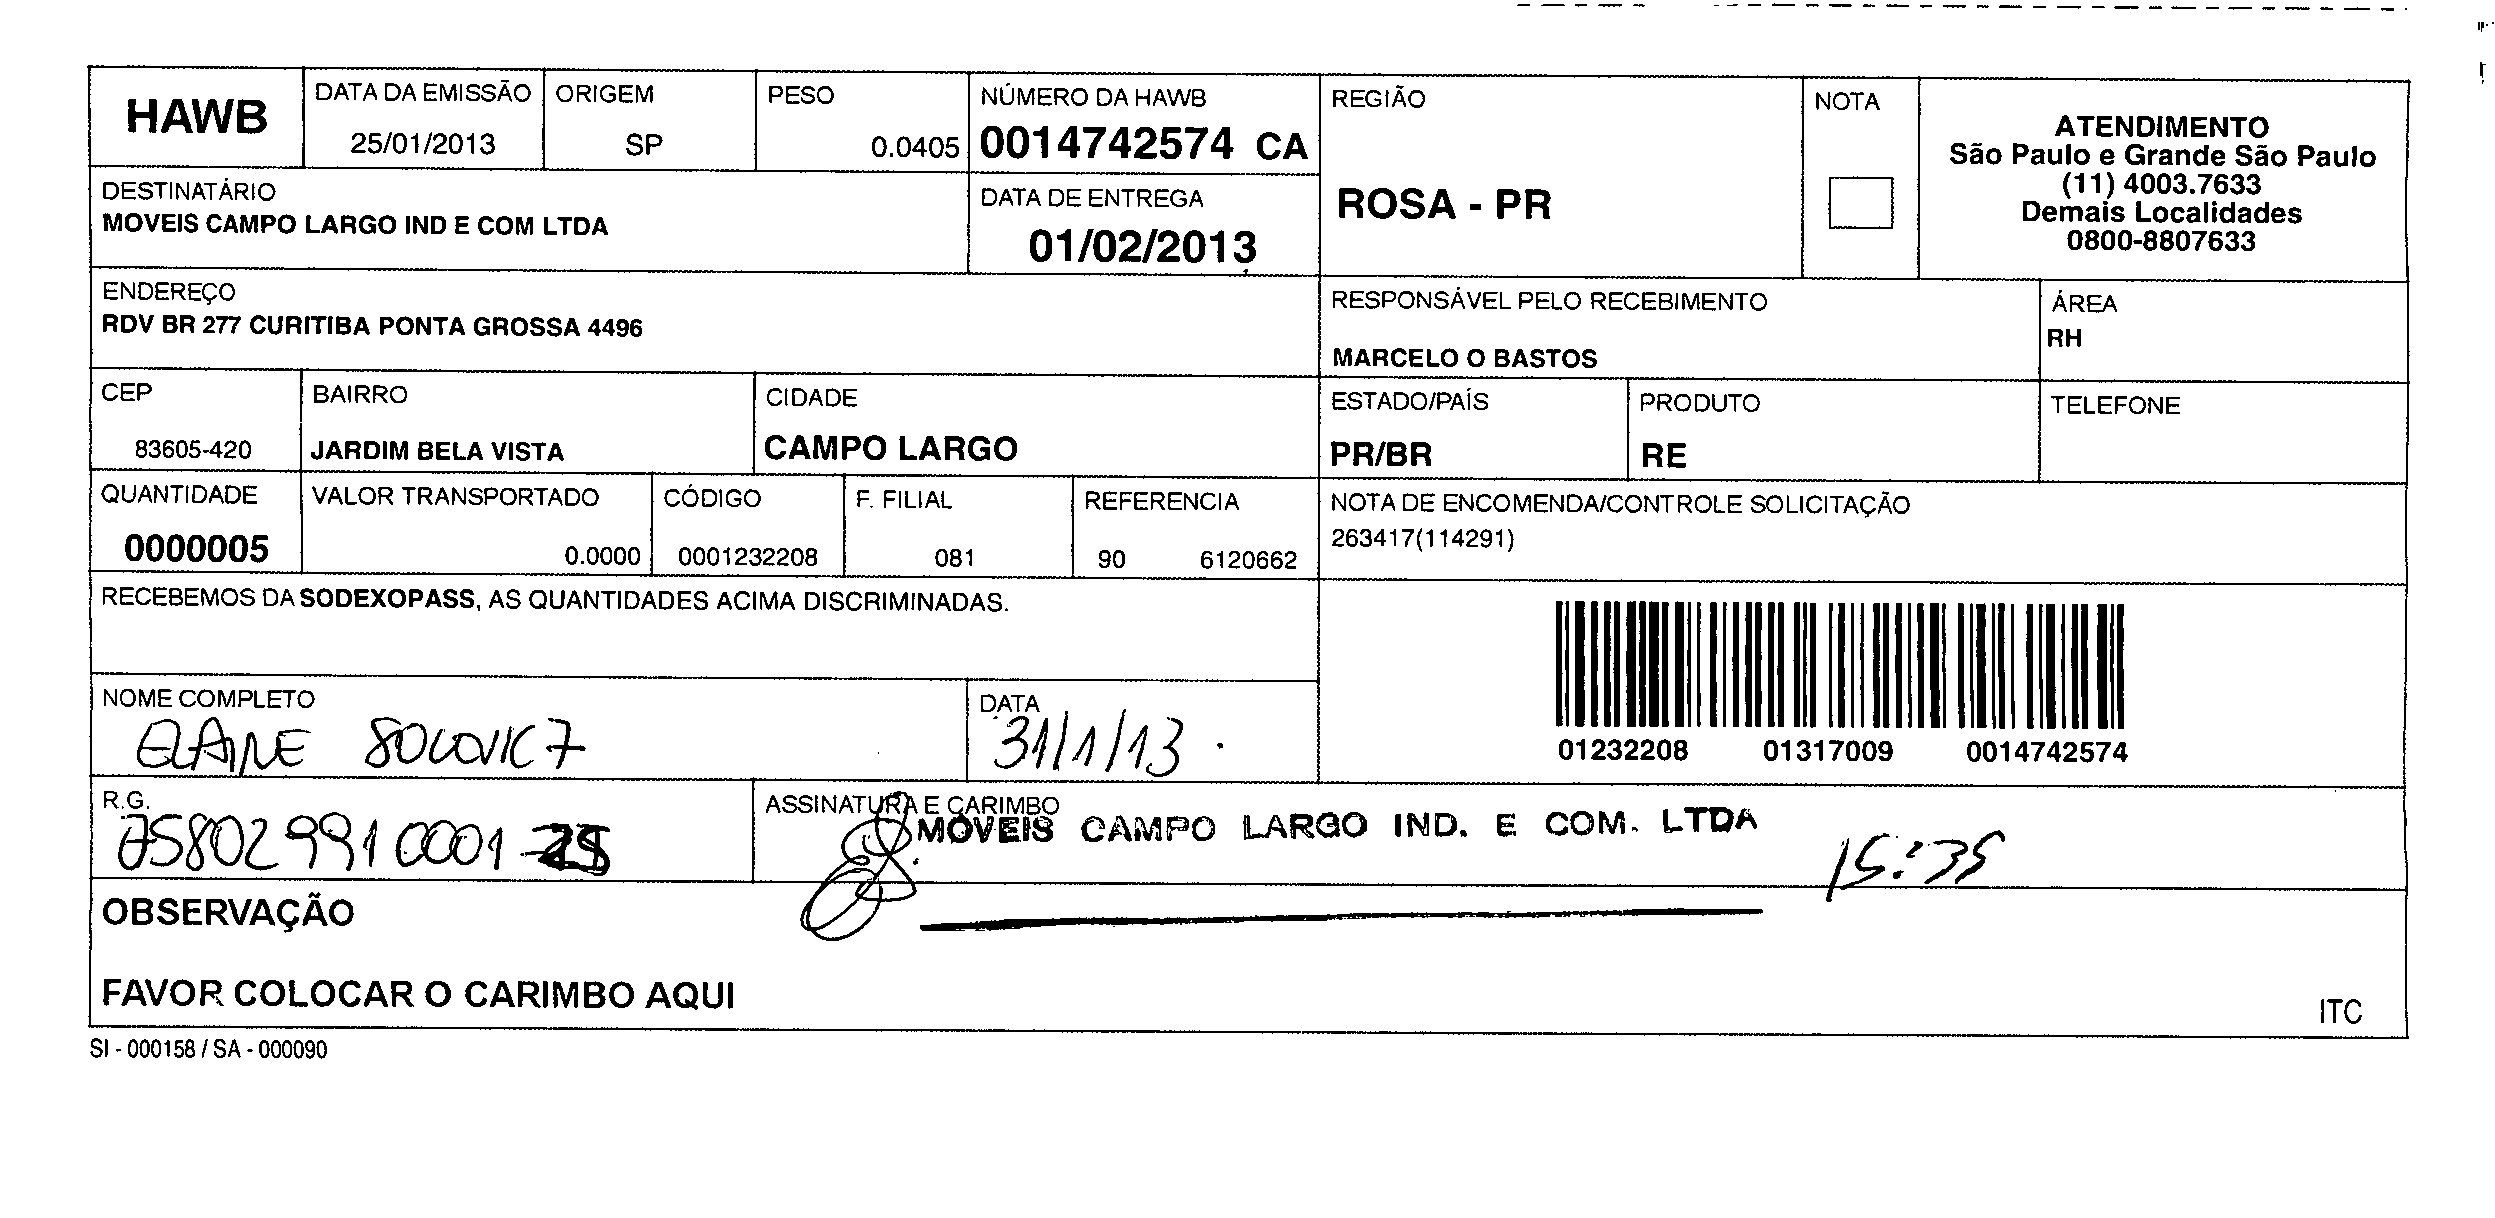 HAWB
DATA DA EMISSÃO
25/01/2013
ORIGEM
SP
PESO
0.0405
NÚMERO DA HAWB
0014742574 CA
REGIÃO
ROSA - PR
NOTA
ATENDIMENTO
São Paulo e Grande São Paulo
(11) 4003.7633
Demais Localidades
0800-8807633
DESTINATÁRIO
MOVEIS CAMPO LARGO IND E COM LTDA
DATA DE ENTREGA
01/02/2013
ENDEREÇO
RDV BR 277 CURITIBA PONTA GROSSA 4496
RESPONSÁVEL PELO RECEBIMENTO
MARCELO O BASTOS
ÁREA
RH
CEP
83605-420
BAIRRO
JARDIM BELA VISTA
CIDADE
CAMPO LARGO
ESTADO/PAÍS
PR/BR
PRODUTO
RE
TELEFONE
QUANTIDADE
0000005
VALOR TRANSPORTADO
0.0000
CÓDIGO
0001232208
F. FILIAL
081
REFERENCIA
90 6120662
NOTA DE ENCOMENDA/CONTROLE SOLICITAÇÃO
263417(114291)
RECEBEMOS DA SODEXOPASS, AS QUANTIDADES ACIMA DISCRIMINADAS.
01232208 01317009 0014742574
NOME COMPLETO
ELAINE
DATA
31/1/13
R.G.
ASSINATURA E CARIMBO
MÓVEIS CAMPO LARGO IND. E COM. LTDA
15:35
OBSERVAÇÃO
FAVOR COLOCAR O CARIMBO AQUI
ITC
SI - 000158 / SA - 000090